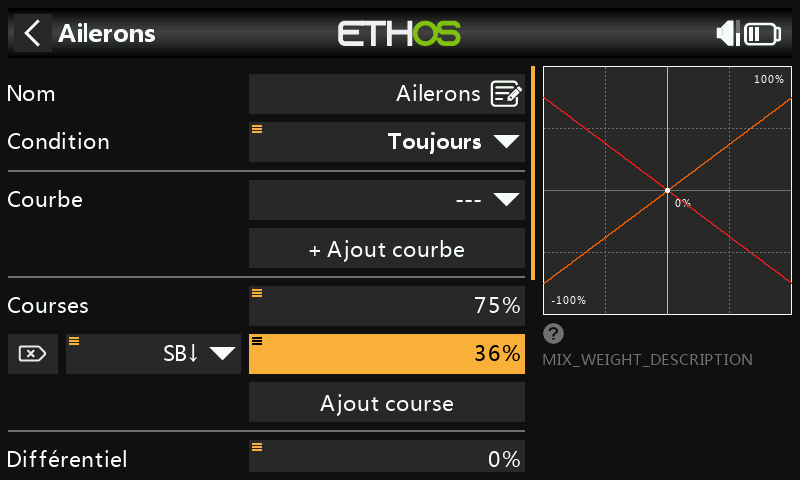 Ailerons
ETHOS
Nom
Ailerons
Condition
Toujours
Courbe
---
+ Ajout courbe
Courses
75%
SB↓
36%
Ajout course
Différentiel
0%
100%
0%
-100%
?
MIX_WEIGHT_DESCRIPTION